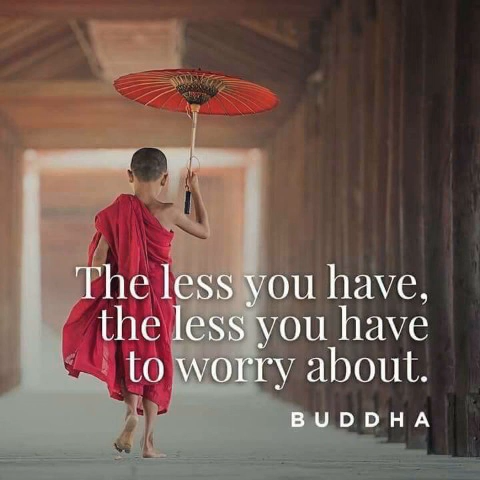 The less you have,
the less you have
to worry about.
BUDDHA